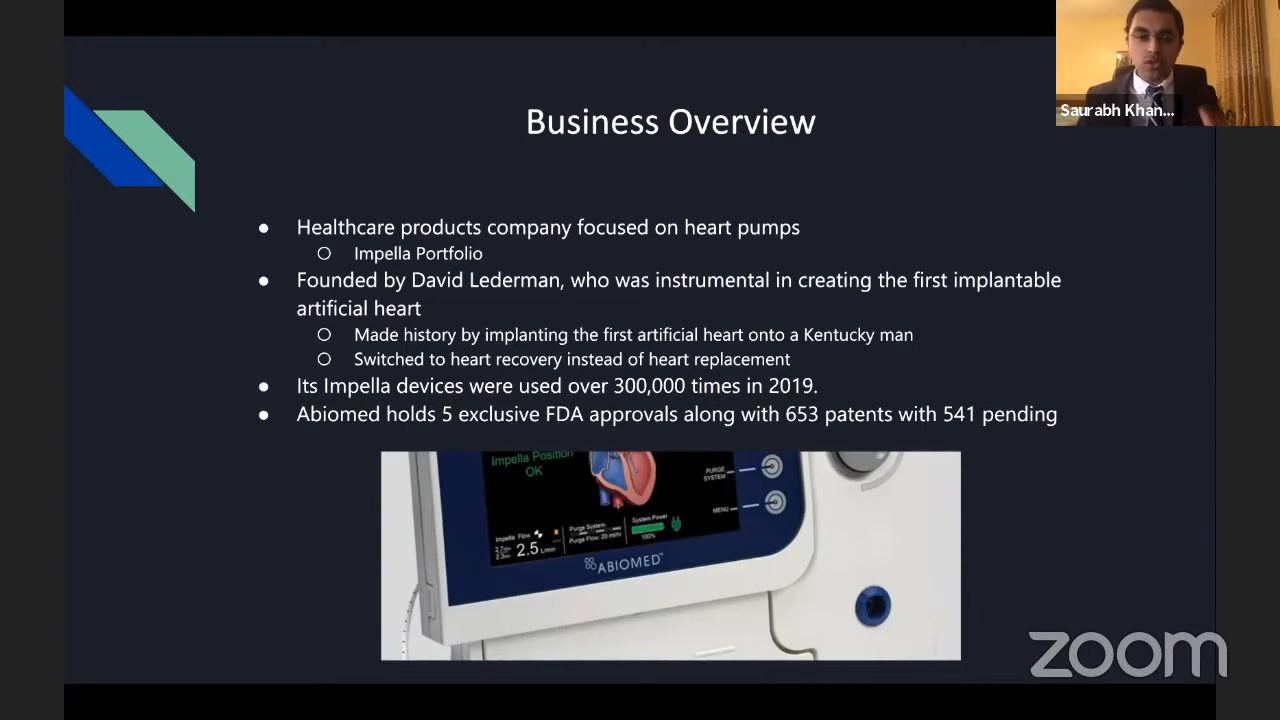 Saurabh Khan...
Business Overview
● Healthcare products company focused on heart pumps
○ Impella Portfolio
● Founded by David Lederman, who was instrumental in creating the first implantable
artificial heart
○ Made history by implanting the first artificial heart onto a Kentucky man
○ Switched to heart recovery instead of heart replacement
● Its Impella devices were used over 300,000 times in 2019.
● Abiomed holds 5 exclusive FDA approvals along with 653 patents with 541 pending
Impella Position
OK
PURGE
SYSTEM
MENU
Impella Flow
2.5 L/min
Purge System
Purge Flow: 20 ml/hr
System Power
100%
ABIOMED™
zoom